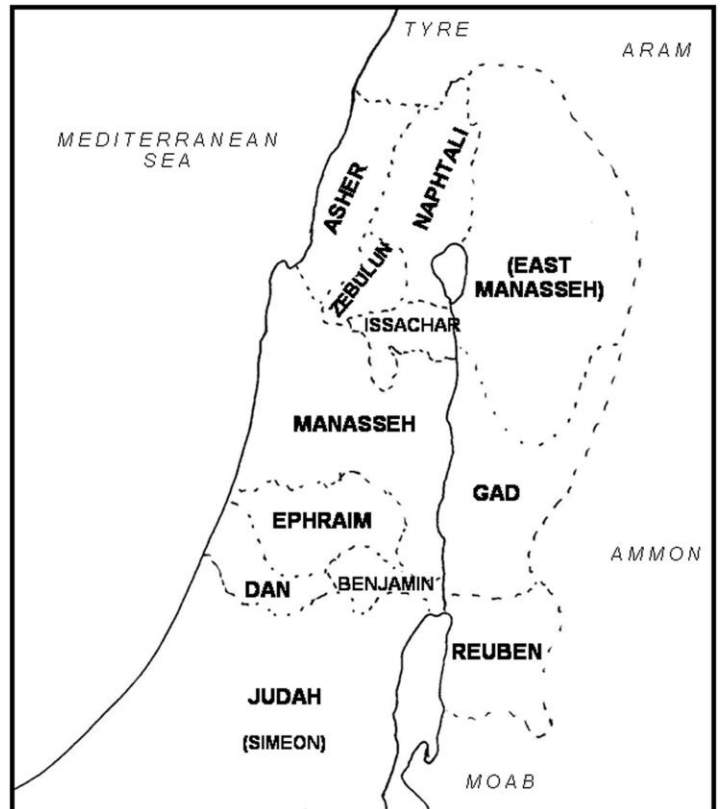 TYRE
ARAM
MEDITERRANEAN
SEA
ASHER
NAPHTALI
ZEBULUN
(EAST
MANASSEH)
ISSACHAR
MANASSEH
GAD
EPHRAIM
AMMON
DAN
BENJAMIN
REUBEN
JUDAH
(SIMEON)
MOAB